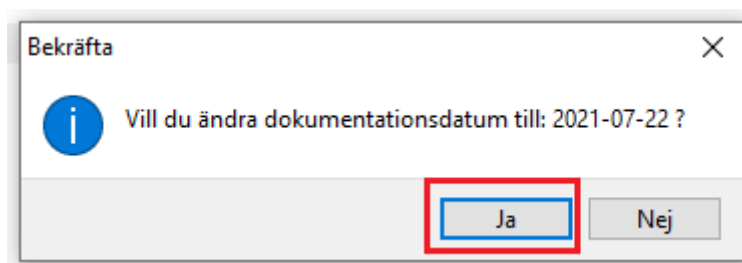 Bekräfta
Vill du ändra dokumentationsdatum till: 2021-07-22 ?
Ja
Nej